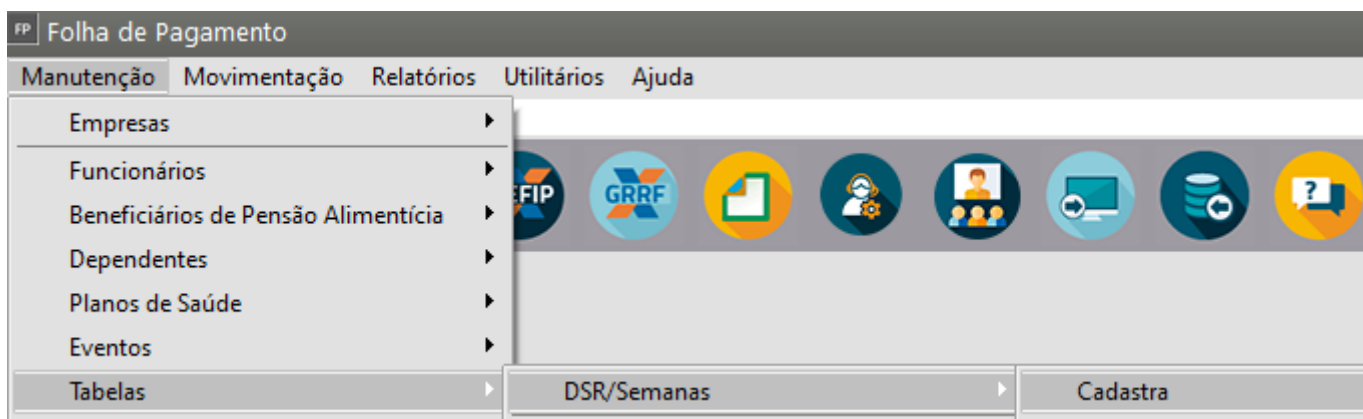 FP Folha de Pagamento
Manutenção Movimentação Relatórios Utilitários Ajuda
Empresas
Funcionários
EFIP GRRF ?
Beneficiários de Pensão Alimentícia
Dependentes
Planos de Saúde
Eventos
Tabelas DSR/Semanas Cadastra